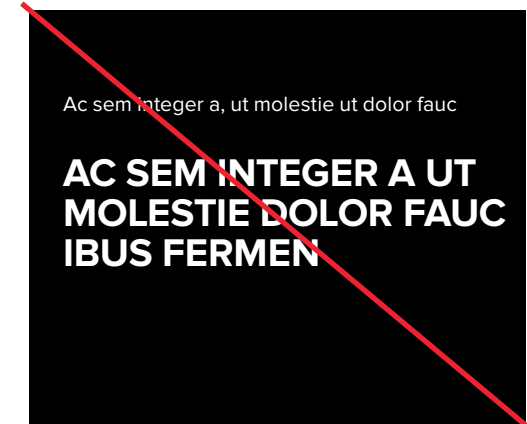 Ac sem integer a, ut molestie ut dolor fauc
AC SEM INTEGER A UT
MOLESTIE DOLOR FAUC
IBUS FERMEN